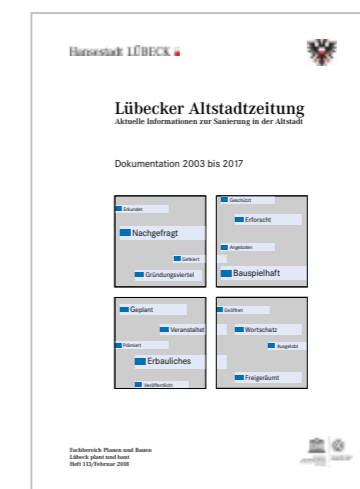 Hansestadt LÜBECK
Lübecker Altstadtzeitung
Aktuelle Informationen zur Sanierung in der Altstadt
Dokumentation 2003 bis 2017
Erkundet
Nachgefragt
Gefeiert
Gründungsviertel
Geschützt
Erforscht
Angeboten
Bauspielhaft
Geplant
Veranstaltet
Prämiert
Erbauliches
Veröffentlicht
Geöffnet
Wortschatz
Ausgelobt
Freigeräumt
Fachbereich Planen und Bauen
Lübeck plant und baut
Heft 115/Februar 2018